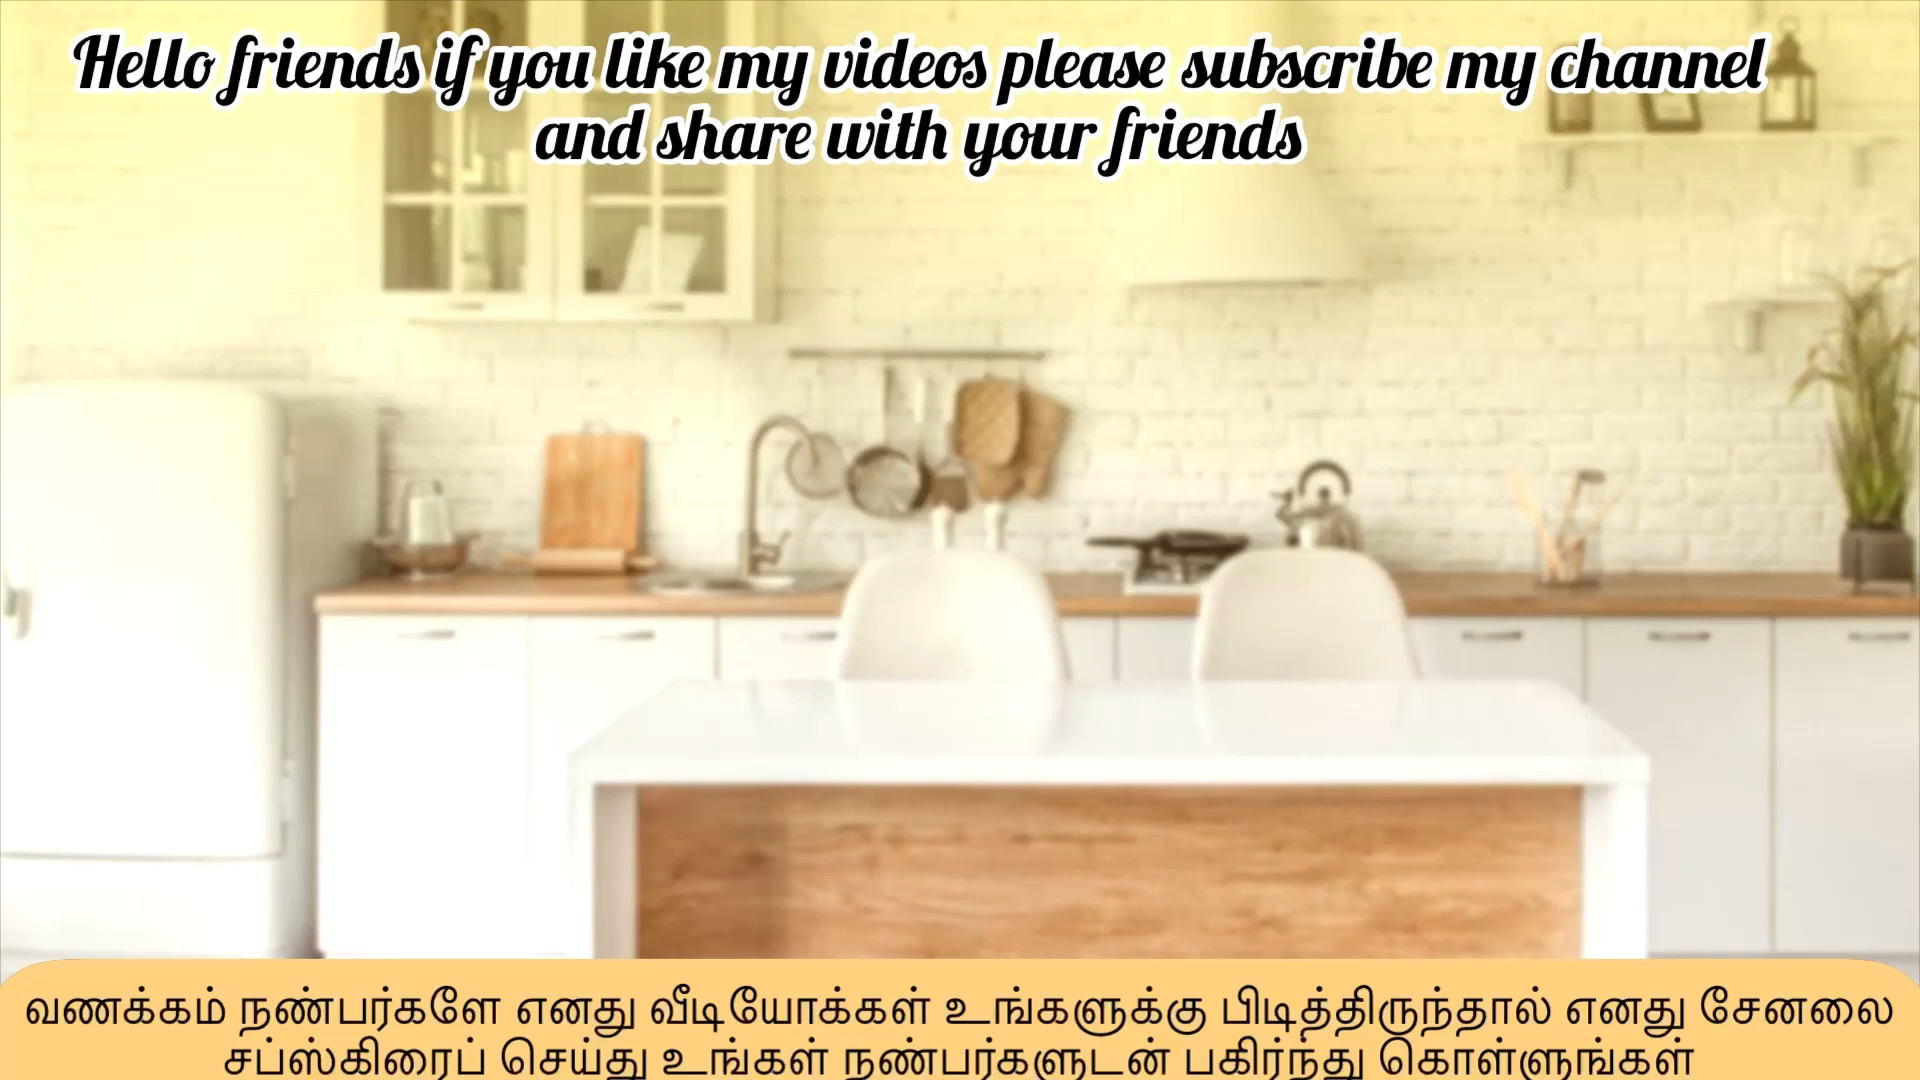 Hello friends if you like my videos please subscribe my channel
and share with your friends
வணக்கம் நண்பர்களே எனது வீடியோக்கள் உங்களுக்கு பிடித்திருந்தால் எனது சேனலை
சப்ஸ்கிரைப் செய்து உங்கள் நண்பர்களுடன் பகிர்ந்து கொள்ளுங்கள்